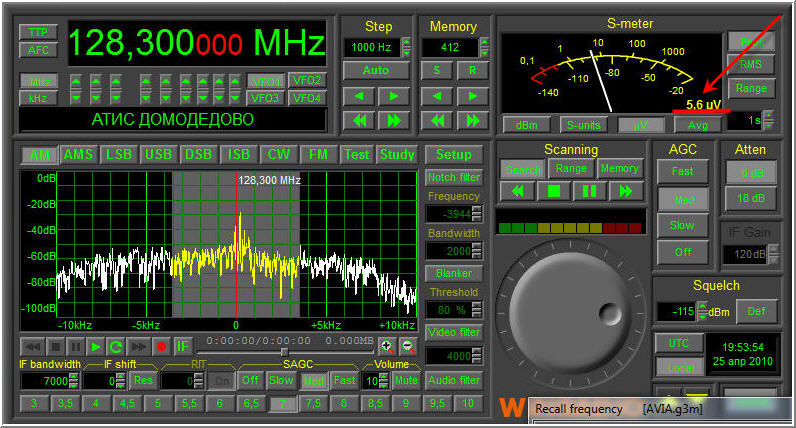 TTP
AFC
128,300000 MHz
MHz
kHz
VFO1 VFO2
VFO3 VFO4
АТИС ДОМОДЕДОВО
Step
1000 Hz
Auto
Memory
412
S R
S-meter
0,1 1 10 100 1000
-140 -110 -80 -50 -20
5.6 uV
RMS
Range
dBm S-units µV Avg 1s
AM AMS LSB USB DSB ISB CW FM Test Study
0dB
-20dB
-40dB
-60dB
-80dB
-100dB
128,300 MHz
-10kHz -5kHz 0 +5kHz +10kHz
Setup
Notch filter
Frequency
-3944
Bandwidth
2000
Blanker
Threshold
80 %
Video filter
4000
Audio filter
Scanning
Search Range Memory
AGC
Fast
Med
Slow
Off
Atten
0 dB
18 dB
IF Gain
120dB
Squelch
-115 dBm Def
UTC
Local
19:53:54
25 апр 2010
IF
0:00:00/0:00:00 0.000MB
IF bandwidth IF shift RIT SAGC Volume
7000 0 Res 0 On Off Slow Med Fast 10 Mute
3 3,5 4 4,5 5 5,5 6 6,5 7 7,5 8 8,5 9 9,5 10
Recall frequency [AVIA.g3m]